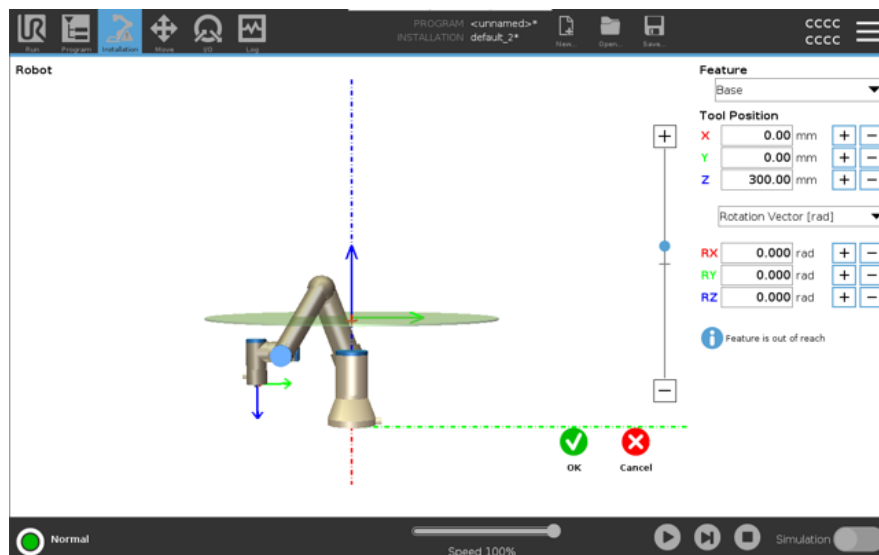 PROGRAM <unnamed>*
INSTALLATION default_2*
UR
Run
Program
Installation
Move
I/O
Log
New...
Open...
Save...
CCCC
CCCC
Robot
Feature
Base
Tool Position
X 0.00 mm + −
Y 0.00 mm + −
Z 300.00 mm + −
Rotation Vector [rad]
RX 0.000 rad + −
RY 0.000 rad + −
RZ 0.000 rad + −
i Feature is out of reach
+
−
OK
Cancel
Normal
Speed 100%
Simulation